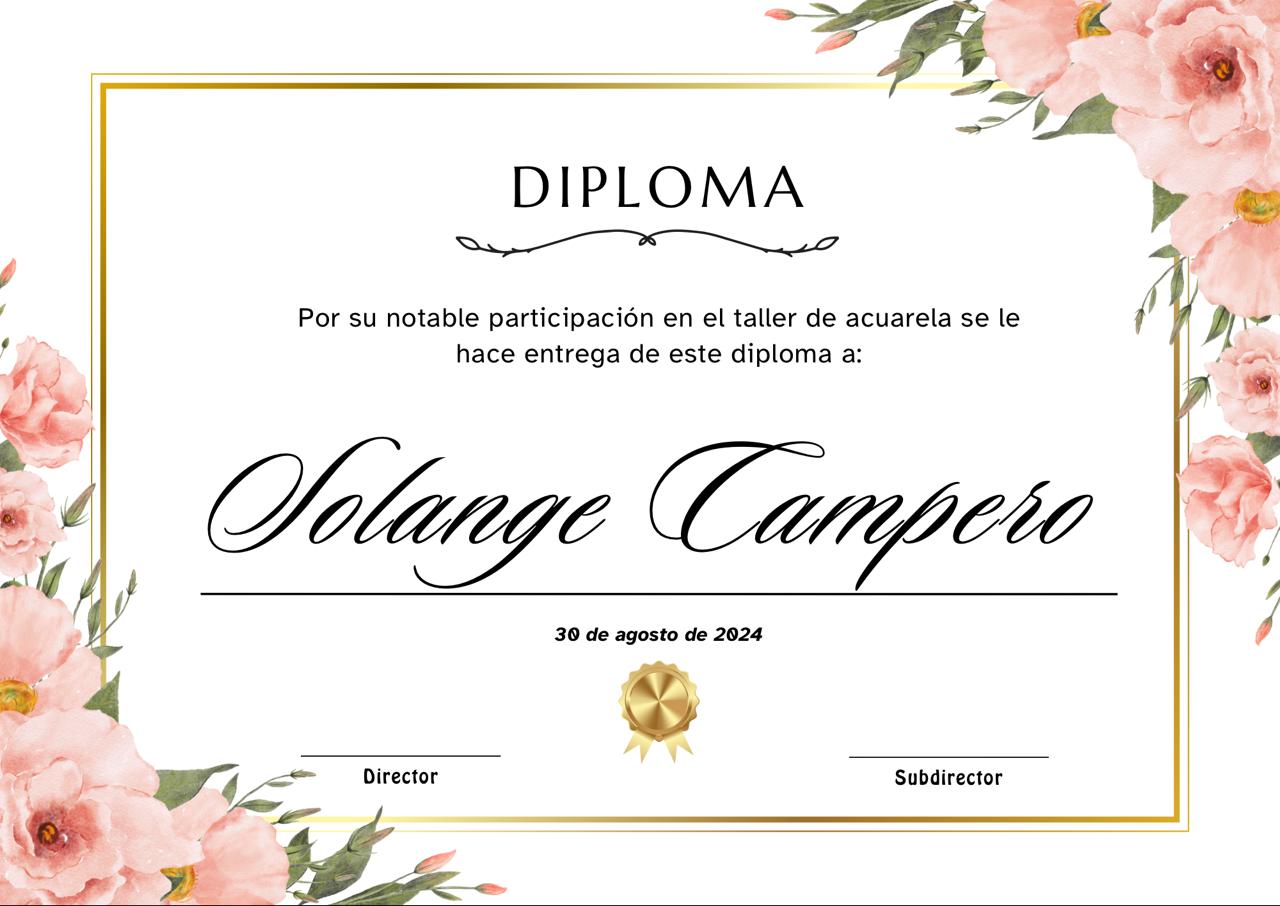 DIPLOMA
Por su notable participación en el taller de acuarela se le
hace entrega de este diploma a:
Solange Campero
30 de agosto de 2024
Director
Subdirector